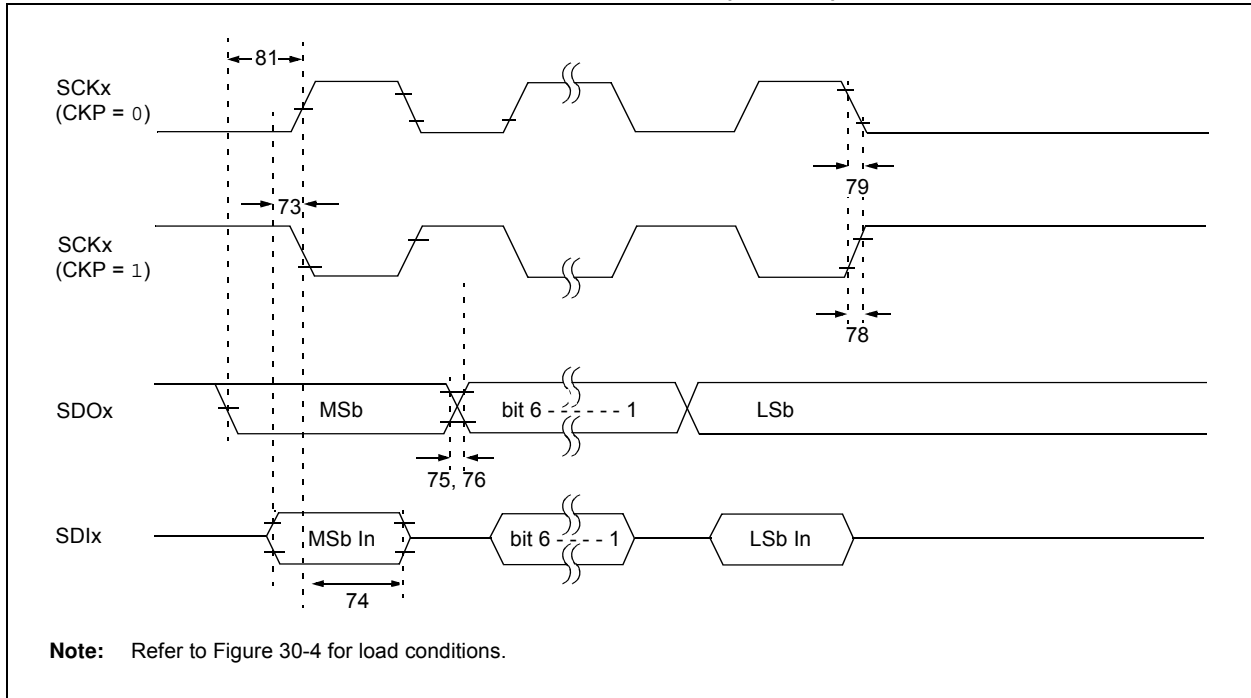 81
SCKx
(CKP = 0)
79
73
SCKx
(CKP = 1)
78
SDOx
MSb
bit 6 - - - - - - 1
LSb
75, 76
SDIx
MSb In
bit 6 - - - - 1
LSb In
74
Note: Refer to Figure 30-4 for load conditions.